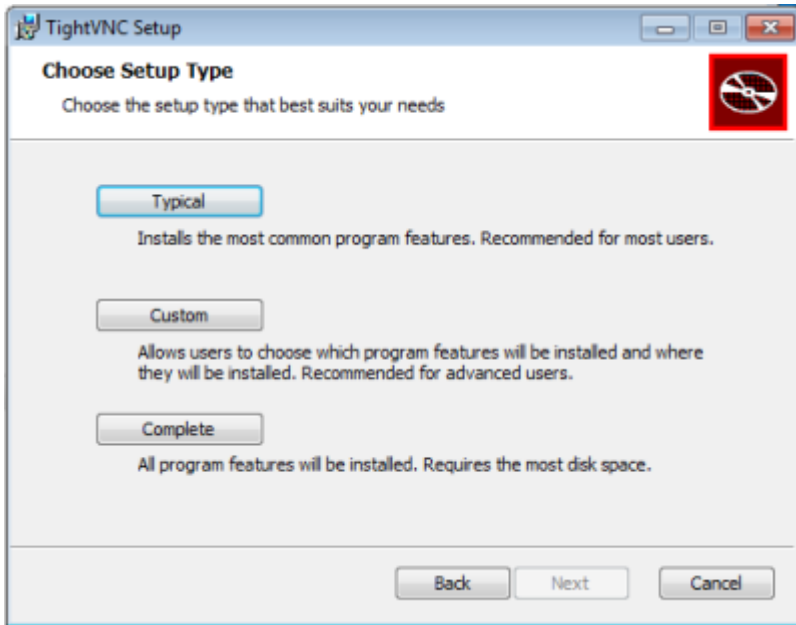 TightVNC Setup
Choose Setup Type
Choose the setup type that best suits your needs
Typical
Installs the most common program features. Recommended for most users.
Custom
Allows users to choose which program features will be installed and where
they will be installed. Recommended for advanced users.
Complete
All program features will be installed. Requires the most disk space.
Back Next Cancel